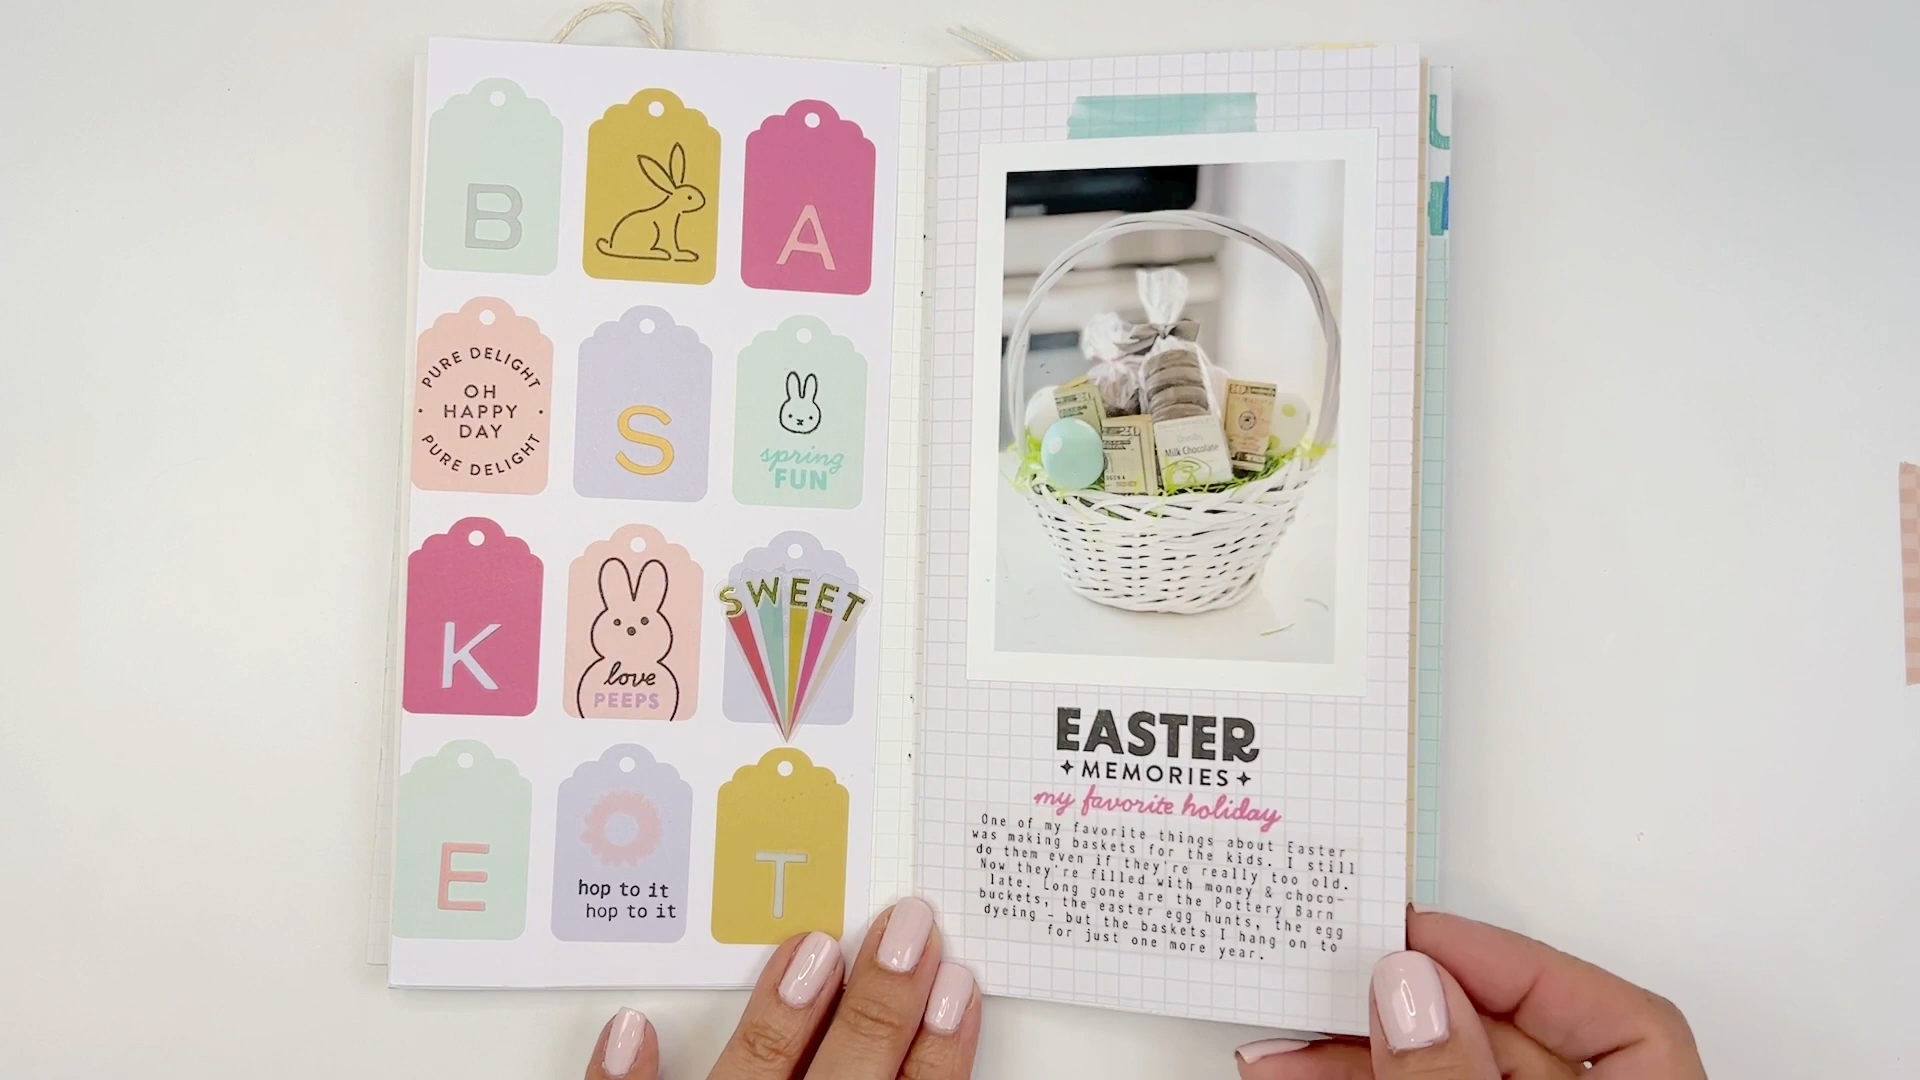 B
A
PURE DELIGHT
OH
HAPPY
DAY
PURE DELIGHT
S
spring
FUN
K
love
PEEPS
SWEET
E
hop to it
hop to it
T
Milk Chocolate
EASTER
MEMORIES
my favorite holiday
One of my favorite things about Easter
was making baskets for the kids. I still
do them even if they're really too old.
Now they're filled with money & choco-
late. Long gone are the Pottery Barn
buckets, the easter egg hunts, the egg
dyeing - but the baskets I hang on to
for just one more year.